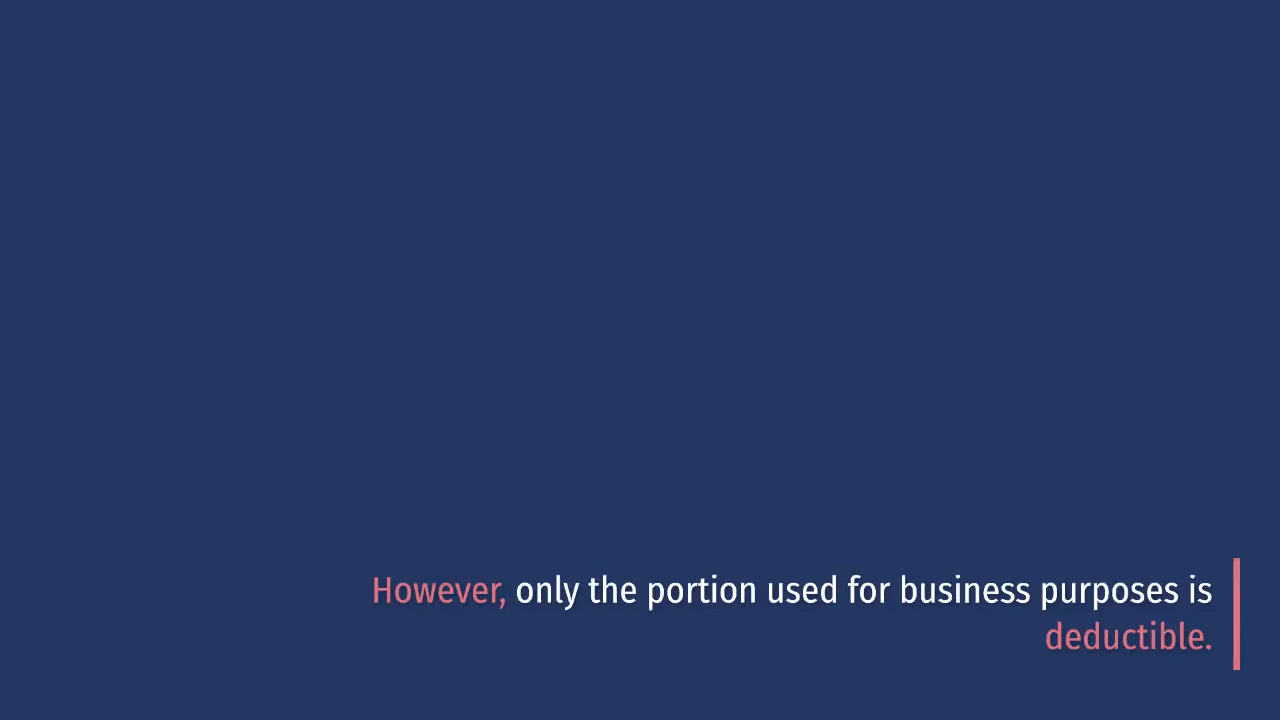 However, only the portion used for business purposes is
deductible.